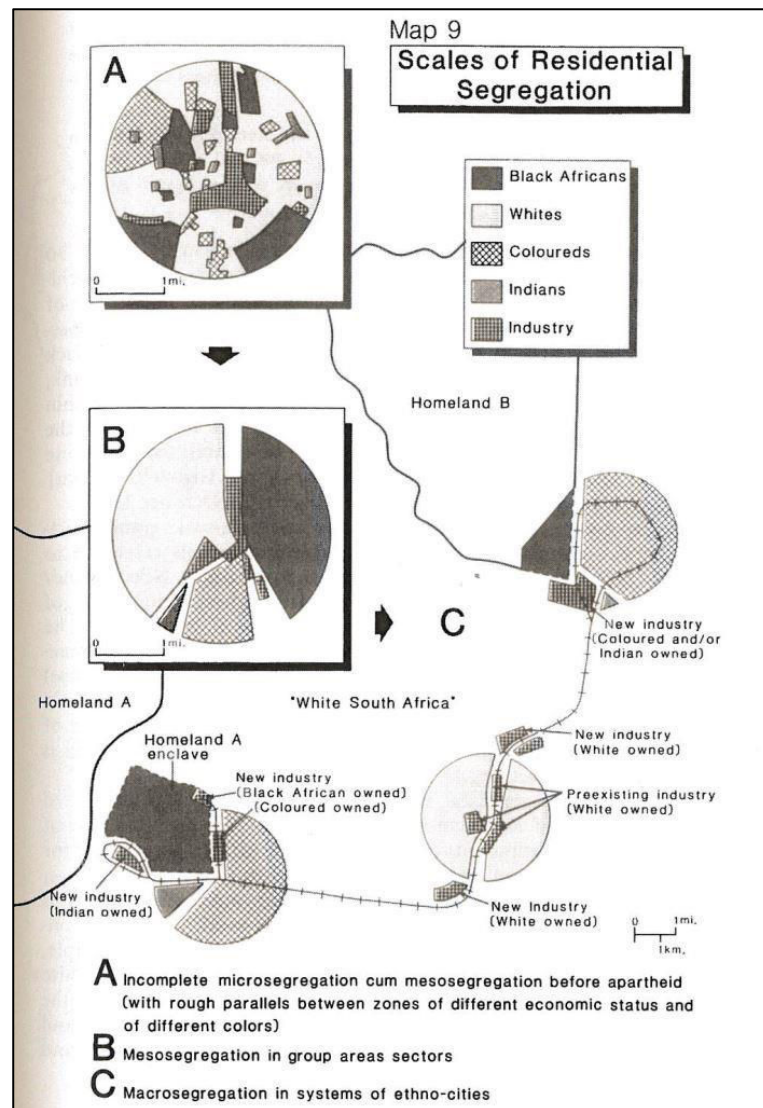 Map 9
Scales of Residential
Segregation
A
0 1mi.
Black Africans
Whites
Coloureds
Indians
Industry
Homeland B
B
0 1mi.
C
New industry
(Coloured and/or
Indian owned)
Homeland A
"White South Africa"
Homeland A
enclave
New industry
(Black African owned)
(Coloured owned)
New industry
(White owned)
Preexisting industry
(White owned)
New industry
(Indian owned)
New Industry
(White owned)
0 1mi.
1km.
A Incomplete microsegregation cum mesosegregation before apartheid
(with rough parallels between zones of different economic status and
of different colors)
B Mesosegregation in group areas sectors
C Macrosegregation in systems of ethno-cities